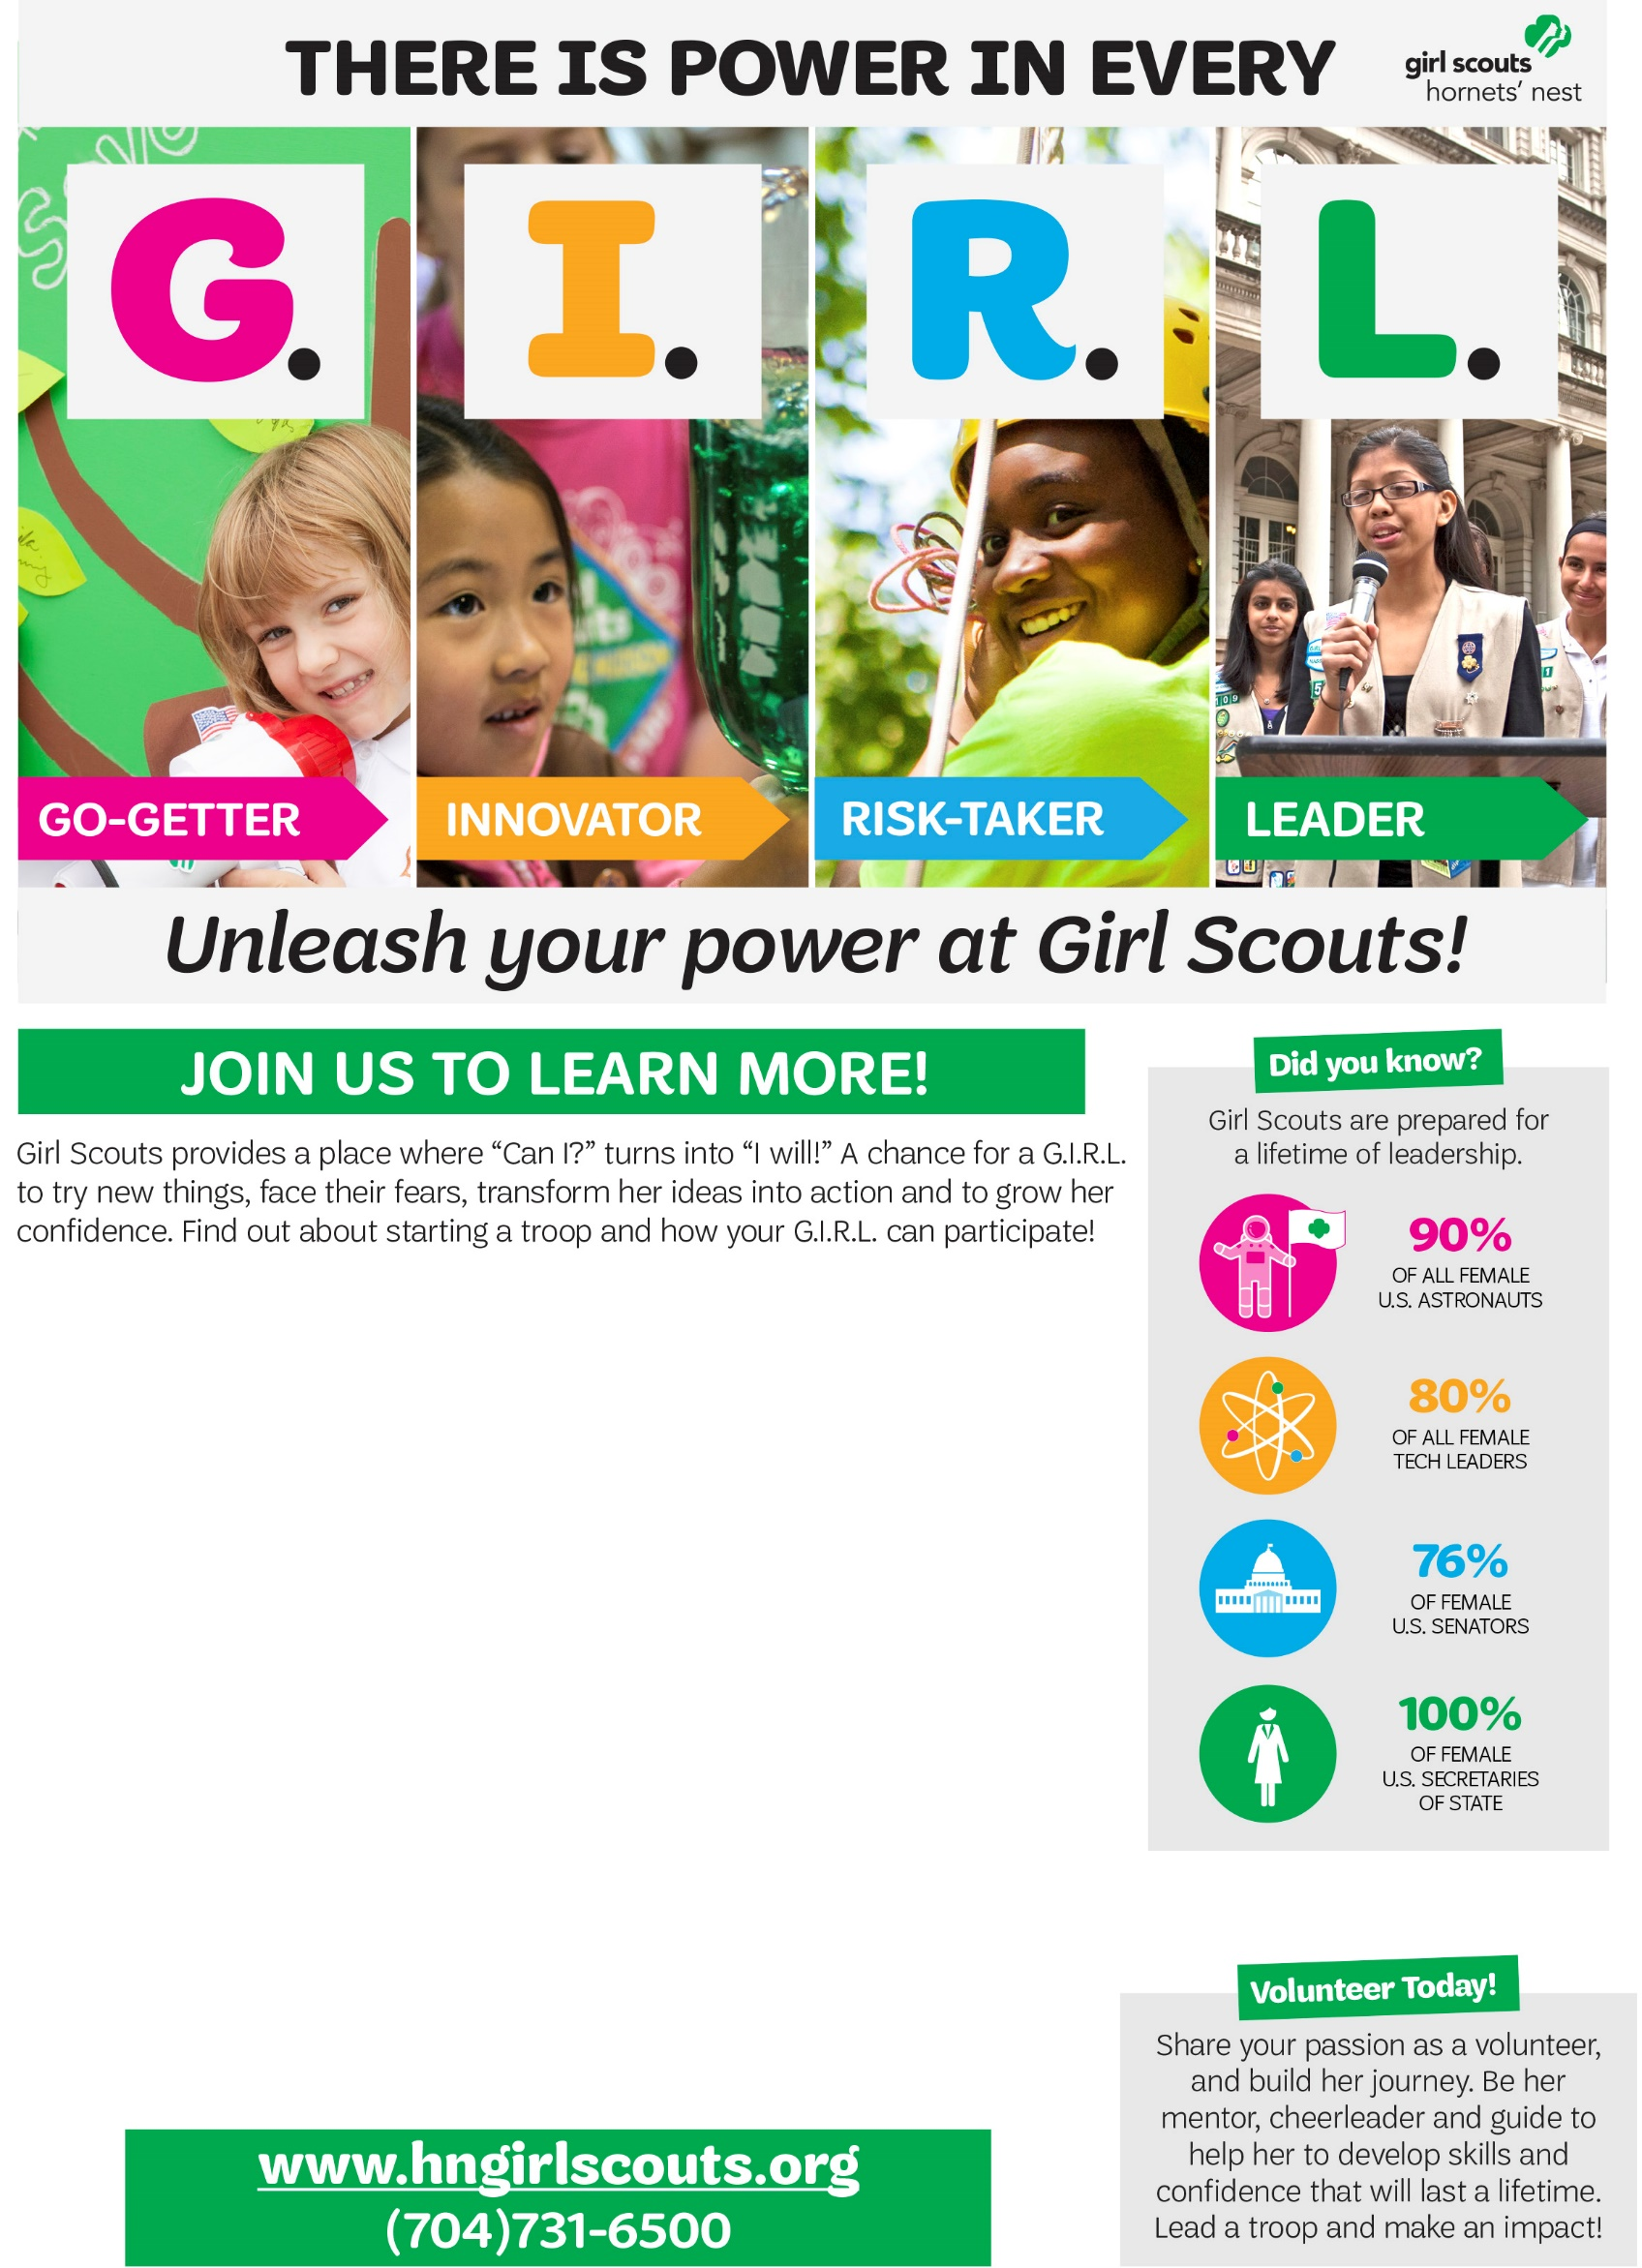 THERE IS POWER IN EVERY
girl scouts
hornets' nest
G. I. R. L.
GO-GETTER
INNOVATOR
RISK-TAKER
LEADER
Unleash your power at Girl Scouts!
JOIN US TO LEARN MORE!
Girl Scouts provides a place where “Can I?” turns into “I will!” A chance for a G.I.R.L.
to try new things, face their fears, transform her ideas into action and to grow her
confidence. Find out about starting a troop and how your G.I.R.L. can participate!
Did you know?
Girl Scouts are prepared for
a lifetime of leadership.
90%
OF ALL FEMALE
U.S. ASTRONAUTS
80%
OF ALL FEMALE
TECH LEADERS
76%
OF FEMALE
U.S. SENATORS
100%
OF FEMALE
U.S. SECRETARIES
OF STATE
Volunteer Today!
Share your passion as a volunteer,
and build her journey. Be her
mentor, cheerleader and guide to
help her to develop skills and
confidence that will last a lifetime.
Lead a troop and make an impact!
www.hngirlscouts.org
(704)731-6500